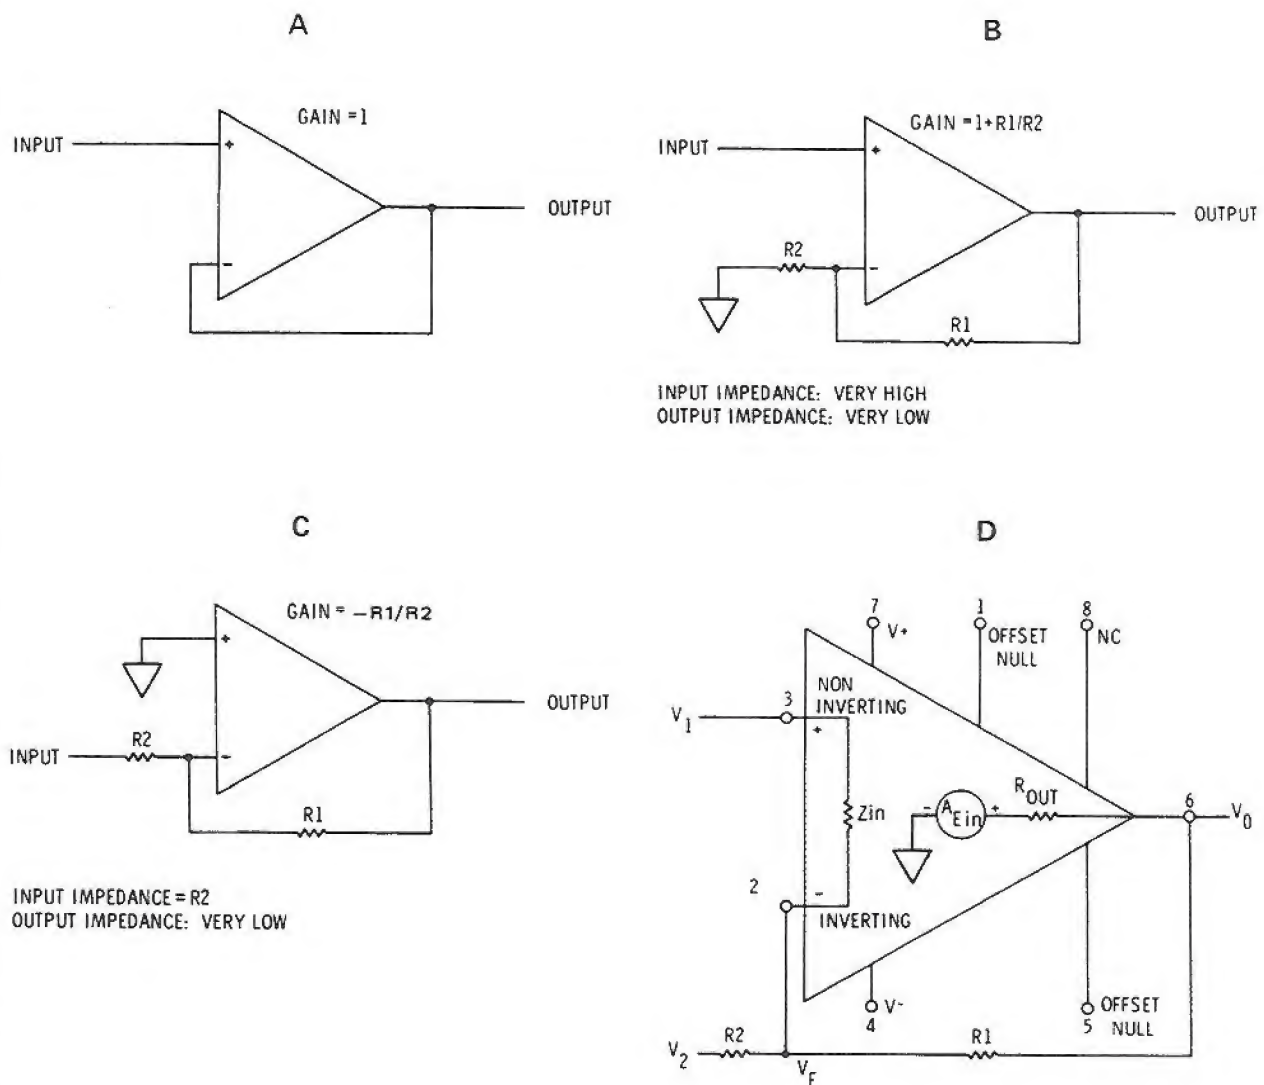 A
GAIN = 1
INPUT
+
-
OUTPUT
B
GAIN = 1+R1/R2
INPUT
+
OUTPUT
R2
-
R1
INPUT IMPEDANCE: VERY HIGH
OUTPUT IMPEDANCE: VERY LOW
C
GAIN = -R1/R2
+
OUTPUT
INPUT
R2
-
R1
INPUT IMPEDANCE = R2
OUTPUT IMPEDANCE: VERY LOW
D
7
V+
1
OFFSET
NULL
8
NC
V1
3
NON
INVERTING
+
Zin
- AEin +
ROUT
6
V0
2
-
INVERTING
4
V-
5
OFFSET
NULL
V2
R2
VF
R1